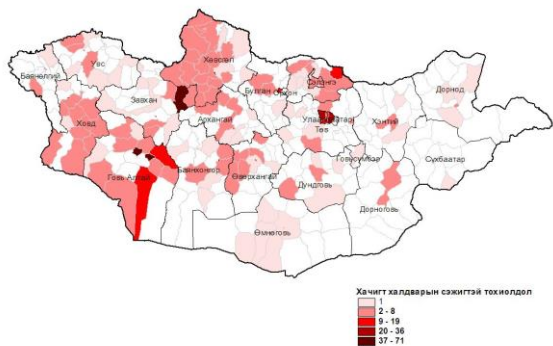 Хөвсгөл
Увс
Баянөлгий
Сэлэнгэ
Дорнод
Завхан
Булган
Орхон
Ховд
Архангай
Улаанбаатар
Хэнтий
Төв
Говьсүмбэр
Сүхбаатар
Говь-Алтай
Баянхонгор
Өвөрхангай
Дундговь
Дорноговь
Өмнөговь
Хачигт халдварын сэжигтэй тохиолдол
1
2 - 8
9 - 19
20 - 36
37 - 71